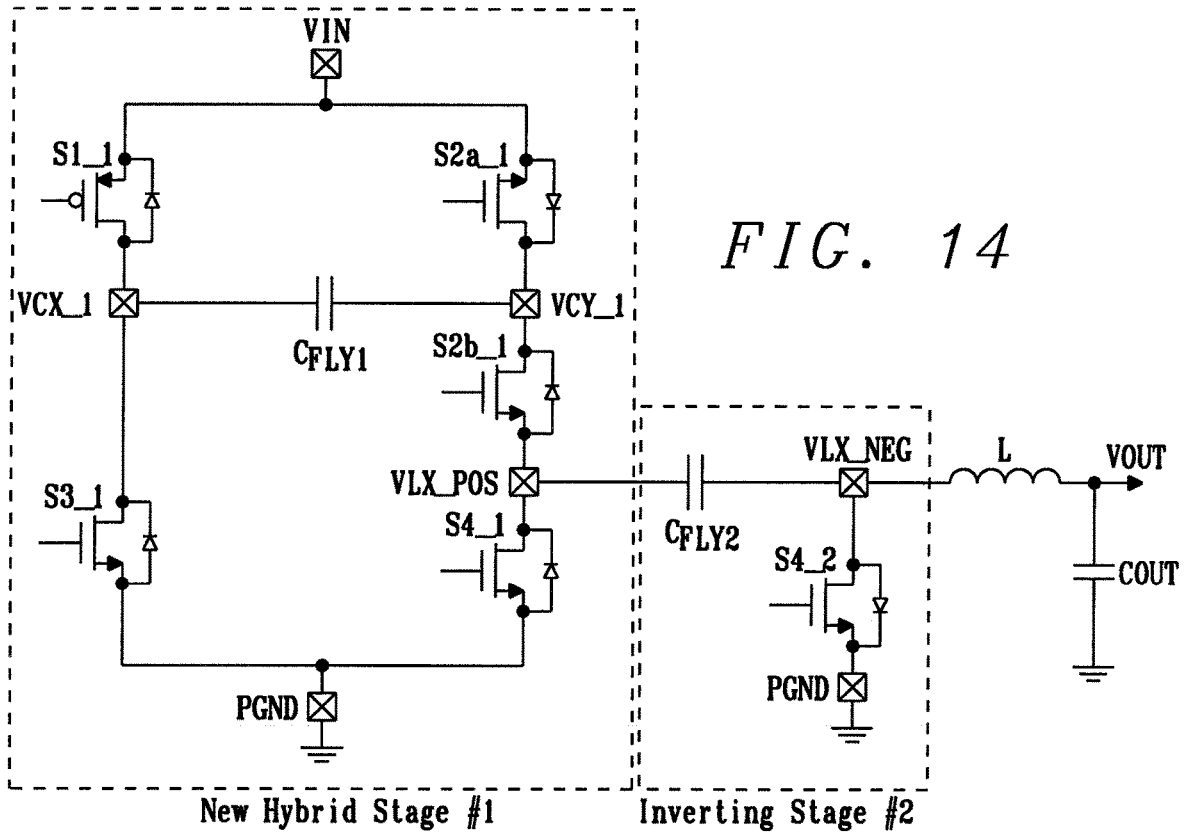 VIN
S1_1
S2a_1
FIG. 14
VCX_1
VCY_1
CFLY1
S2b_1
VLX_POS
VLX_NEG
L
VOUT
S3_1
S4_1
CFLY2
S4_2
COUT
PGND
PGND
New Hybrid Stage #1
Inverting Stage #2